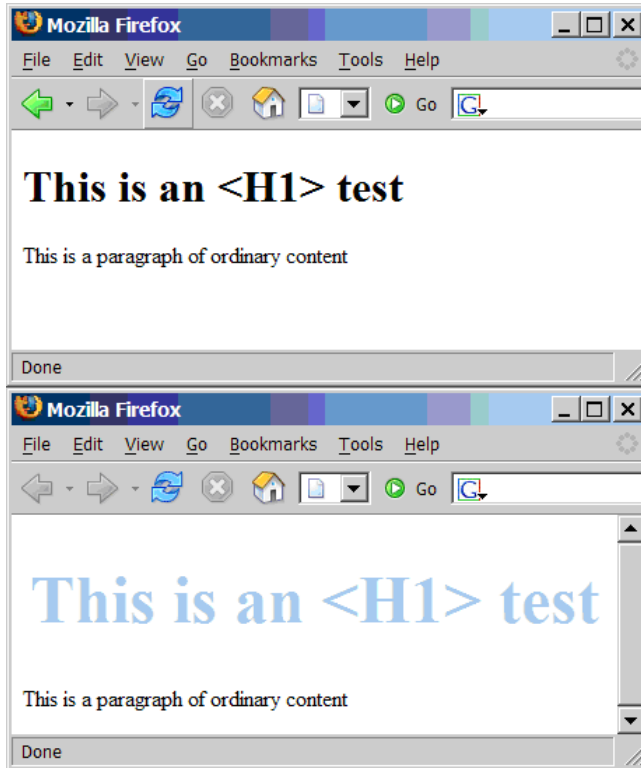 Mozilla Firefox
File Edit View Go Bookmarks Tools Help
Go G
This is an <H1> test
This is a paragraph of ordinary content
Done
Mozilla Firefox
File Edit View Go Bookmarks Tools Help
Go G
This is an <H1> test
This is a paragraph of ordinary content
Done